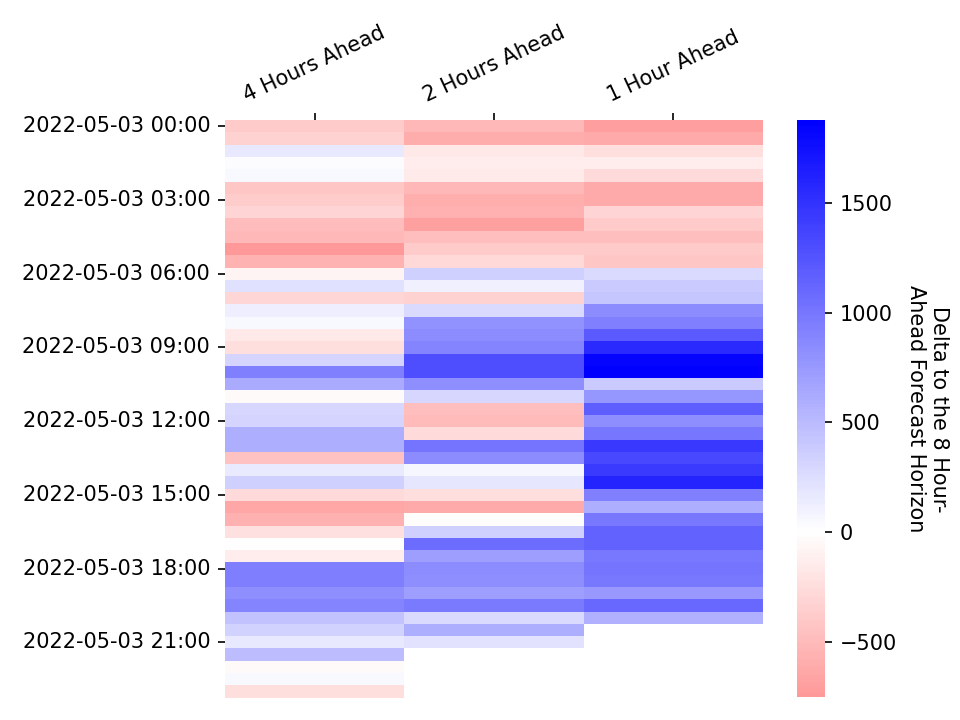 4 Hours Ahead
2 Hours Ahead
1 Hour Ahead
2022-05-03 00:00
2022-05-03 03:00
2022-05-03 06:00
2022-05-03 09:00
2022-05-03 12:00
2022-05-03 15:00
2022-05-03 18:00
2022-05-03 21:00
1500
1000
500
0
−500
Delta to the 8 Hour-
Ahead Forecast Horizon